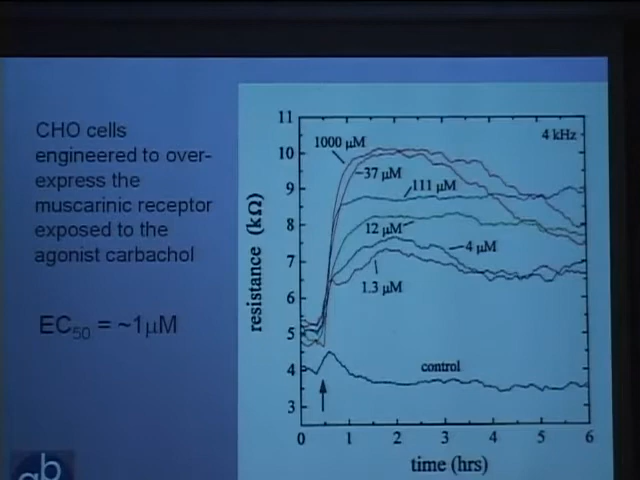 CHO cells
engineered to over-
express the
muscarinic receptor
exposed to the
agonist carbachol
EC50 = ~1µM
11
10
9
8
7
6
5
4
3
resistance (kΩ)
4 kHz
1000 µM
37 µM
111 µM
12 µM
4 µM
1.3 µM
control
0 1 2 3 4 5 6
time (hrs)
ab